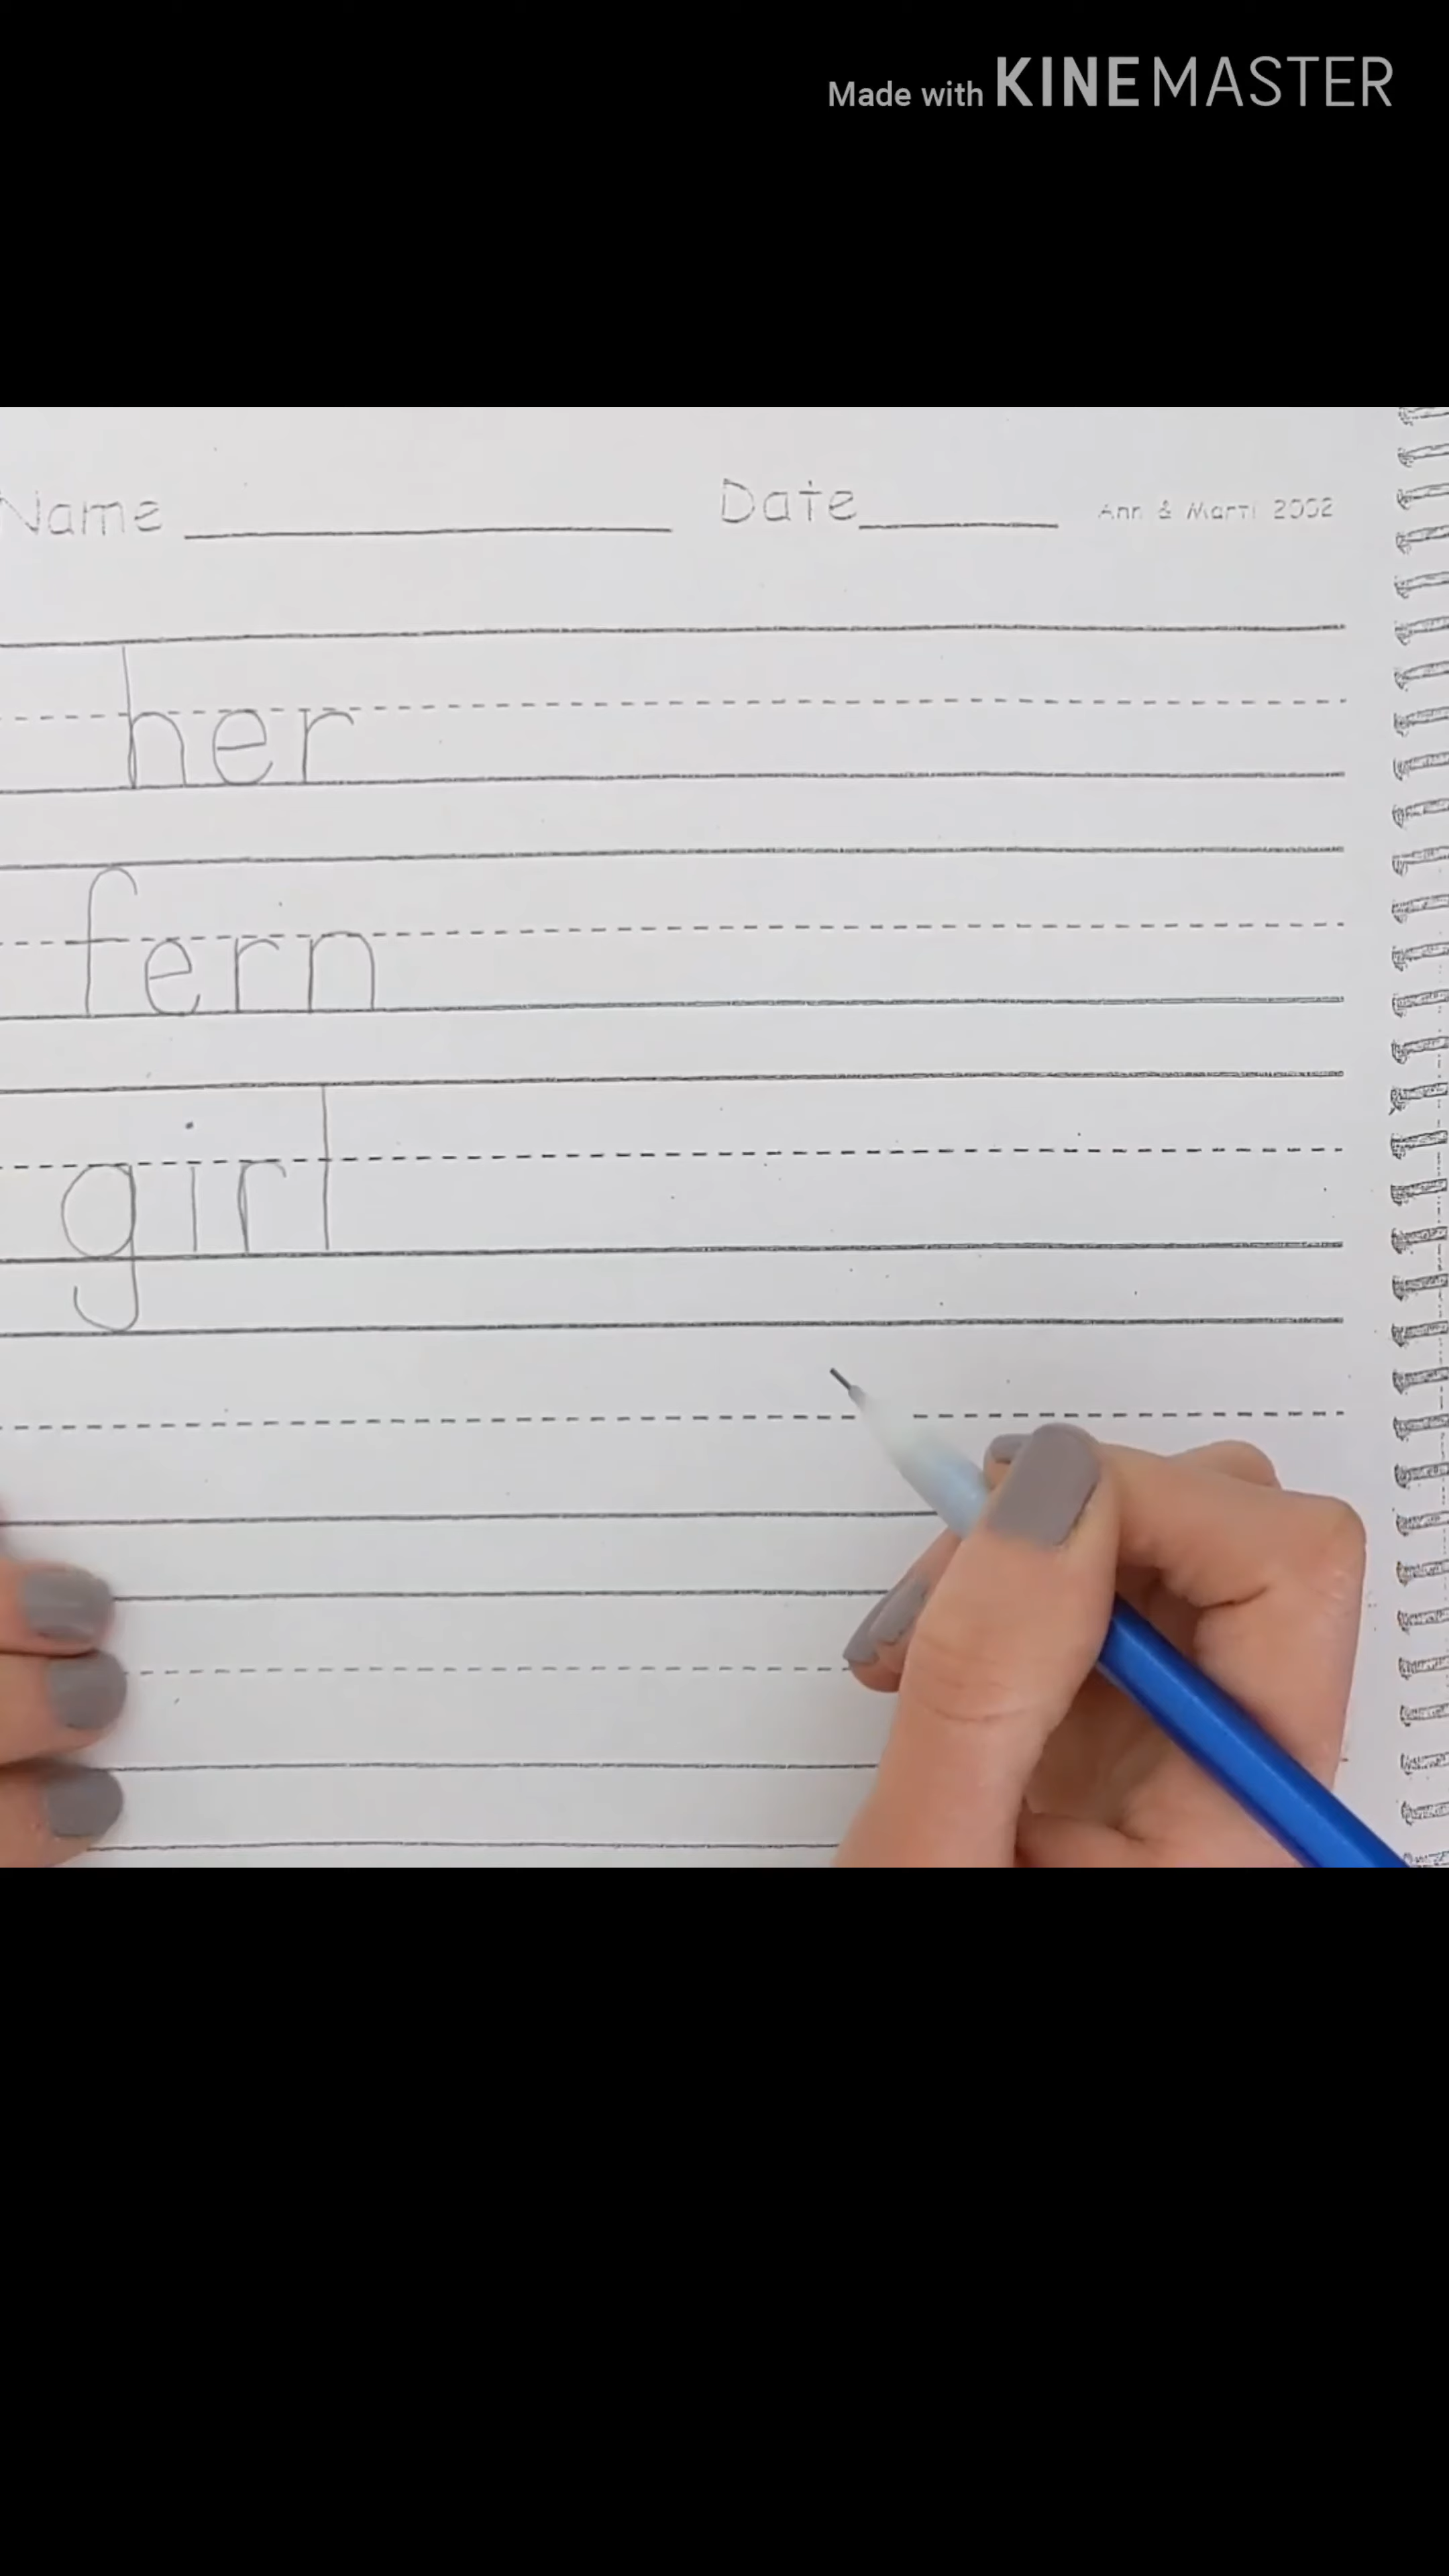 Made with KINEMASTER
Name Date Ann & Marti 2002
her
fern
girl